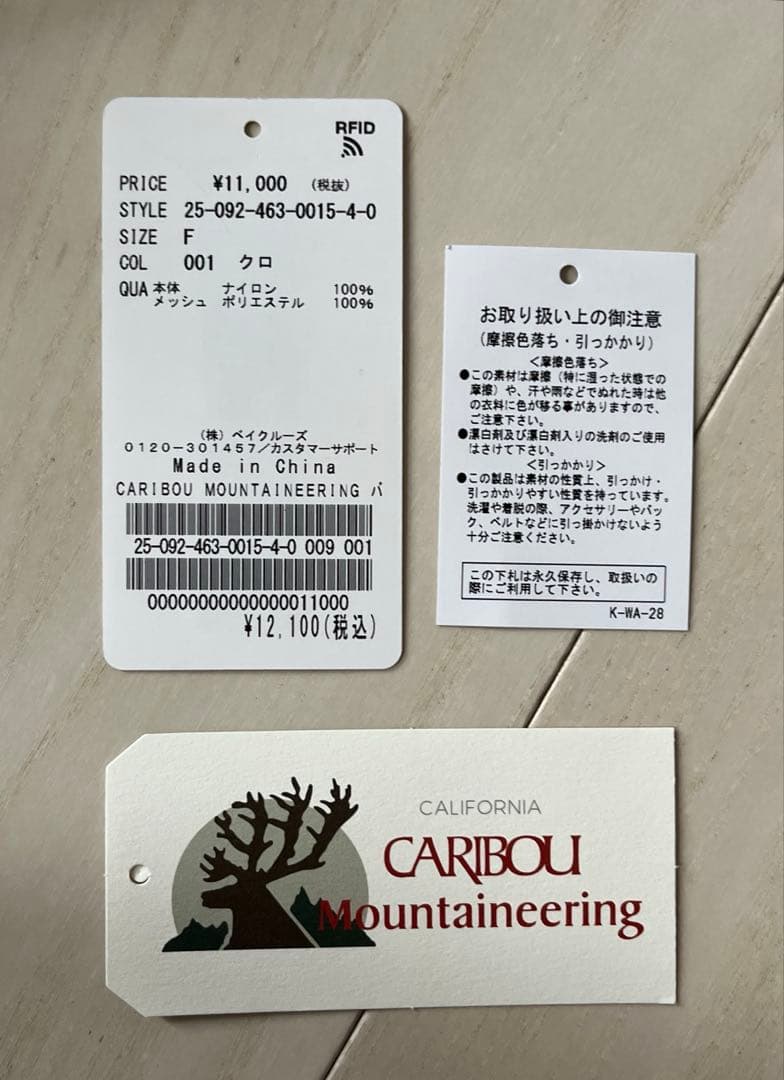 RFID
PRICE ¥11,000 (税抜)
STYLE 25-092-463-0015-4-0
SIZE F
COL 001 クロ
QUA 本体 ナイロン 100%
メッシュ ポリエステル 100%
(株) ベイクルーズ
0120-301457/カスタマーサポート
Made in China
CARIBOU MOUNTAINEERING バ
25-092-463-0015-4-0 009 001
00000000000000011000
¥12,100(税込)
お取り扱い上の御注意
(摩擦色落ち・引っかかり)
<摩擦色落ち>
●この素材は摩擦(特に湿った状態での
摩擦)や、汗や雨などでぬれた時は他
の衣料に色が移る事がありますので、
ご注意下さい。
●漂白剤及び漂白剤入りの洗剤のご使用
はさけて下さい。
<引っかかり>
●この製品は素材の性質上、引っかけ・
引っかかりやすい性質を持っています。
洗濯や着脱の際、アクセサリーやバッ
ク、ベルトなどに引っ掛かけないよう
十分ご注意ください。
この下札は永久保存し、取扱いの
際にご利用して下さい。
K-WA-28
CALIFORNIA
CARIBOU
Mountaineering